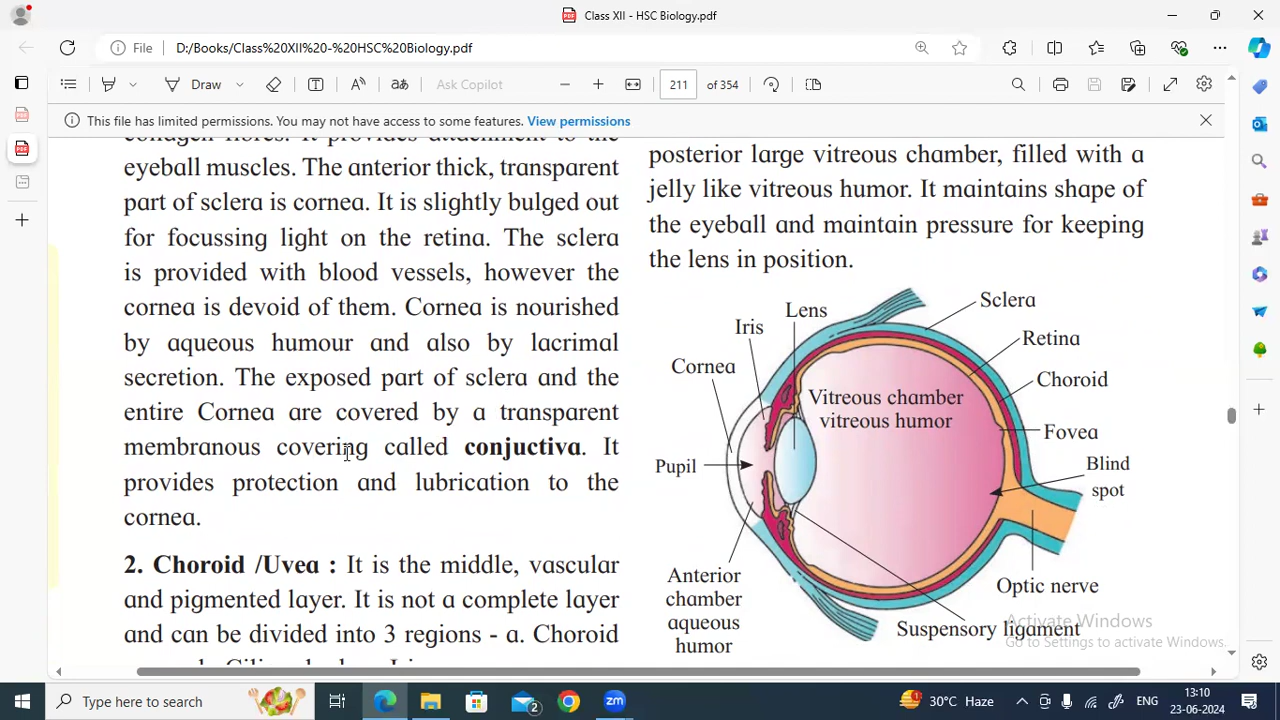 Class XII - HSC Biology.pdf
File
D:/Books/Class%20XII%20-%20HSC%20Biology.pdf
Draw
aあ
Ask Copilot
211
of 354
This file has limited permissions. You may not have access to some features. View permissions
eyeball muscles. The anterior thick, transparent
part of sclera is cornea. It is slightly bulged out
for focussing light on the retina. The sclera
is provided with blood vessels, however the
cornea is devoid of them. Cornea is nourished
by aqueous humour and also by lacrimal
secretion. The exposed part of sclera and the
entire Cornea are covered by a transparent
membranous covering called conjuctiva. It
provides protection and lubrication to the
cornea.
2. Choroid /Uvea : It is the middle, vascular
and pigmented layer. It is not a complete layer
and can be divided into 3 regions - a. Choroid
posterior large vitreous chamber, filled with a
jelly like vitreous humor. It maintains shape of
the eyeball and maintain pressure for keeping
the lens in position.
Lens
Sclera
Iris
Retina
Cornea
Choroid
Vitreous chamber
vitreous humor
Fovea
Pupil
Blind
spot
Anterior
chamber
aqueous
humor
Optic nerve
Suspensory ligament
Activate Windows
Go to Settings to activate Windows.
Type here to search
2
30°C Haze
ENG
13:10
23-06-2024